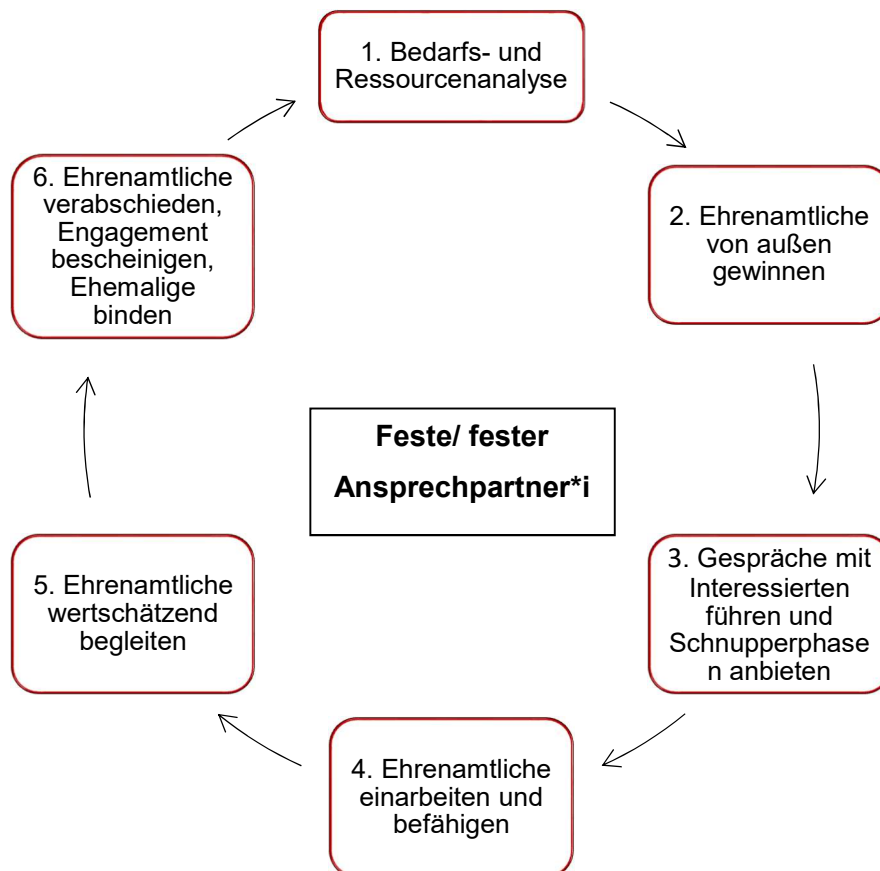 1. Bedarfs- und
Ressourcenanalyse
2. Ehrenamtliche
von außen
gewinnen
3. Gespräche mit
Interessierten
führen und
Schnupperphase
n anbieten
4. Ehrenamtliche
einarbeiten und
befähigen
5. Ehrenamtliche
wertschätzend
begleiten
6. Ehrenamtliche
verabschieden,
Engagement
bescheinigen,
Ehemalige
binden
Feste/ fester
Ansprechpartner*i